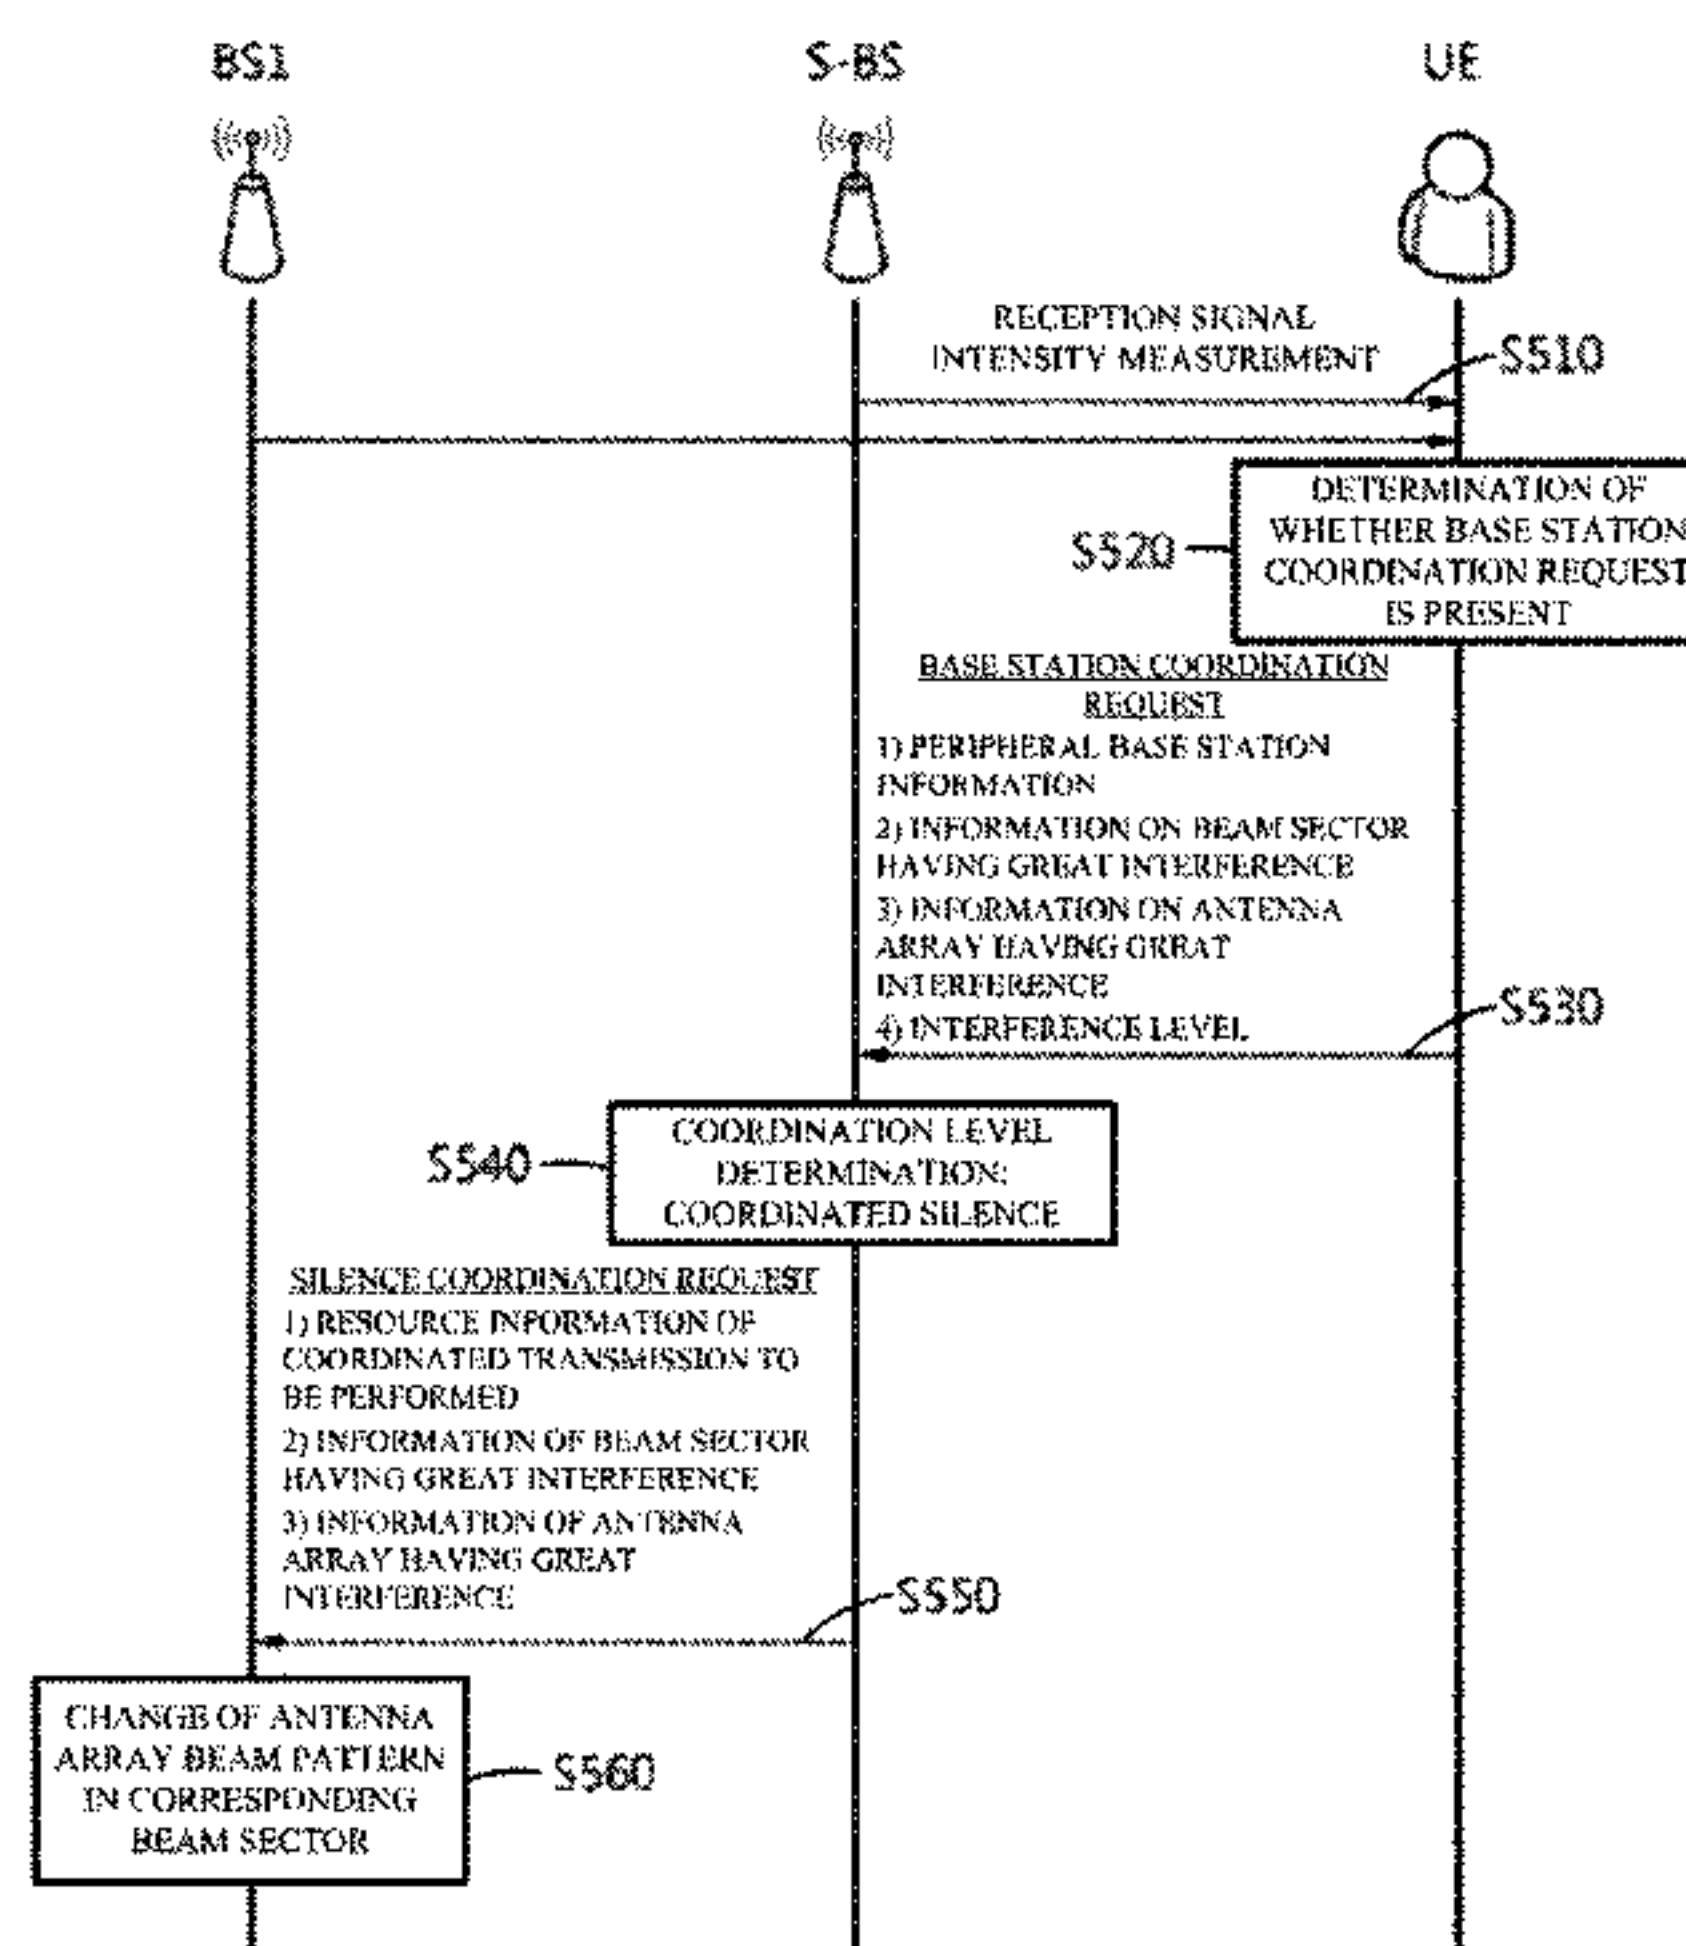 BS1
S-BS
UE
RECEPTION SIGNAL
INTENSITY MEASUREMENT
S510
DETERMINATION OF
WHETHER BASE STATION
COORDINATION REQUEST
IS PRESENT
S520
BASE STATION COORDINATION
REQUEST
1) PERIPHERAL BASE STATION
INFORMATION
2) INFORMATION ON BEAM SECTOR
HAVING GREAT INTERFERENCE
3) INFORMATION ON ANTENNA
ARRAY HAVING GREAT
INTERFERENCE
4) INTERFERENCE LEVEL
S530
S540
COORDINATION LEVEL
DETERMINATION:
COORDINATED SILENCE
SILENCE COORDINATION REQUEST
1) RESOURCE INFORMATION OF
COORDINATED TRANSMISSION TO
BE PERFORMED
2) INFORMATION OF BEAM SECTOR
HAVING GREAT INTERFERENCE
3) INFORMATION OF ANTENNA
ARRAY HAVING GREAT
INTERFERENCE
S550
CHANGE OF ANTENNA
ARRAY BEAM PATTERN
IN CORRESPONDING
BEAM SECTOR
S560